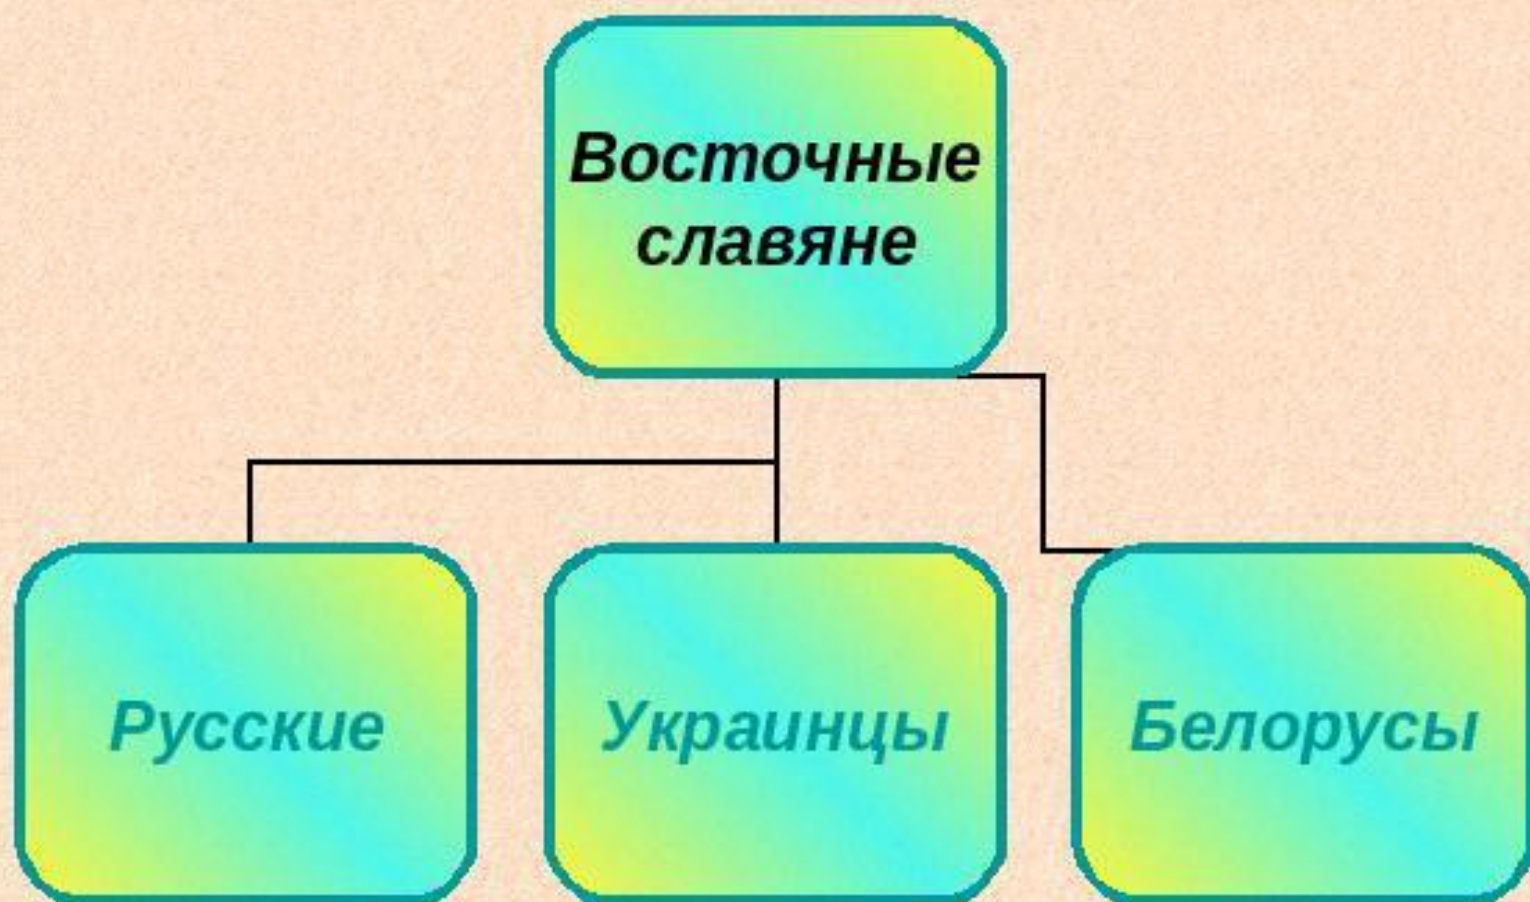 Восточные
славяне
Русские
Украинцы
Белорусы